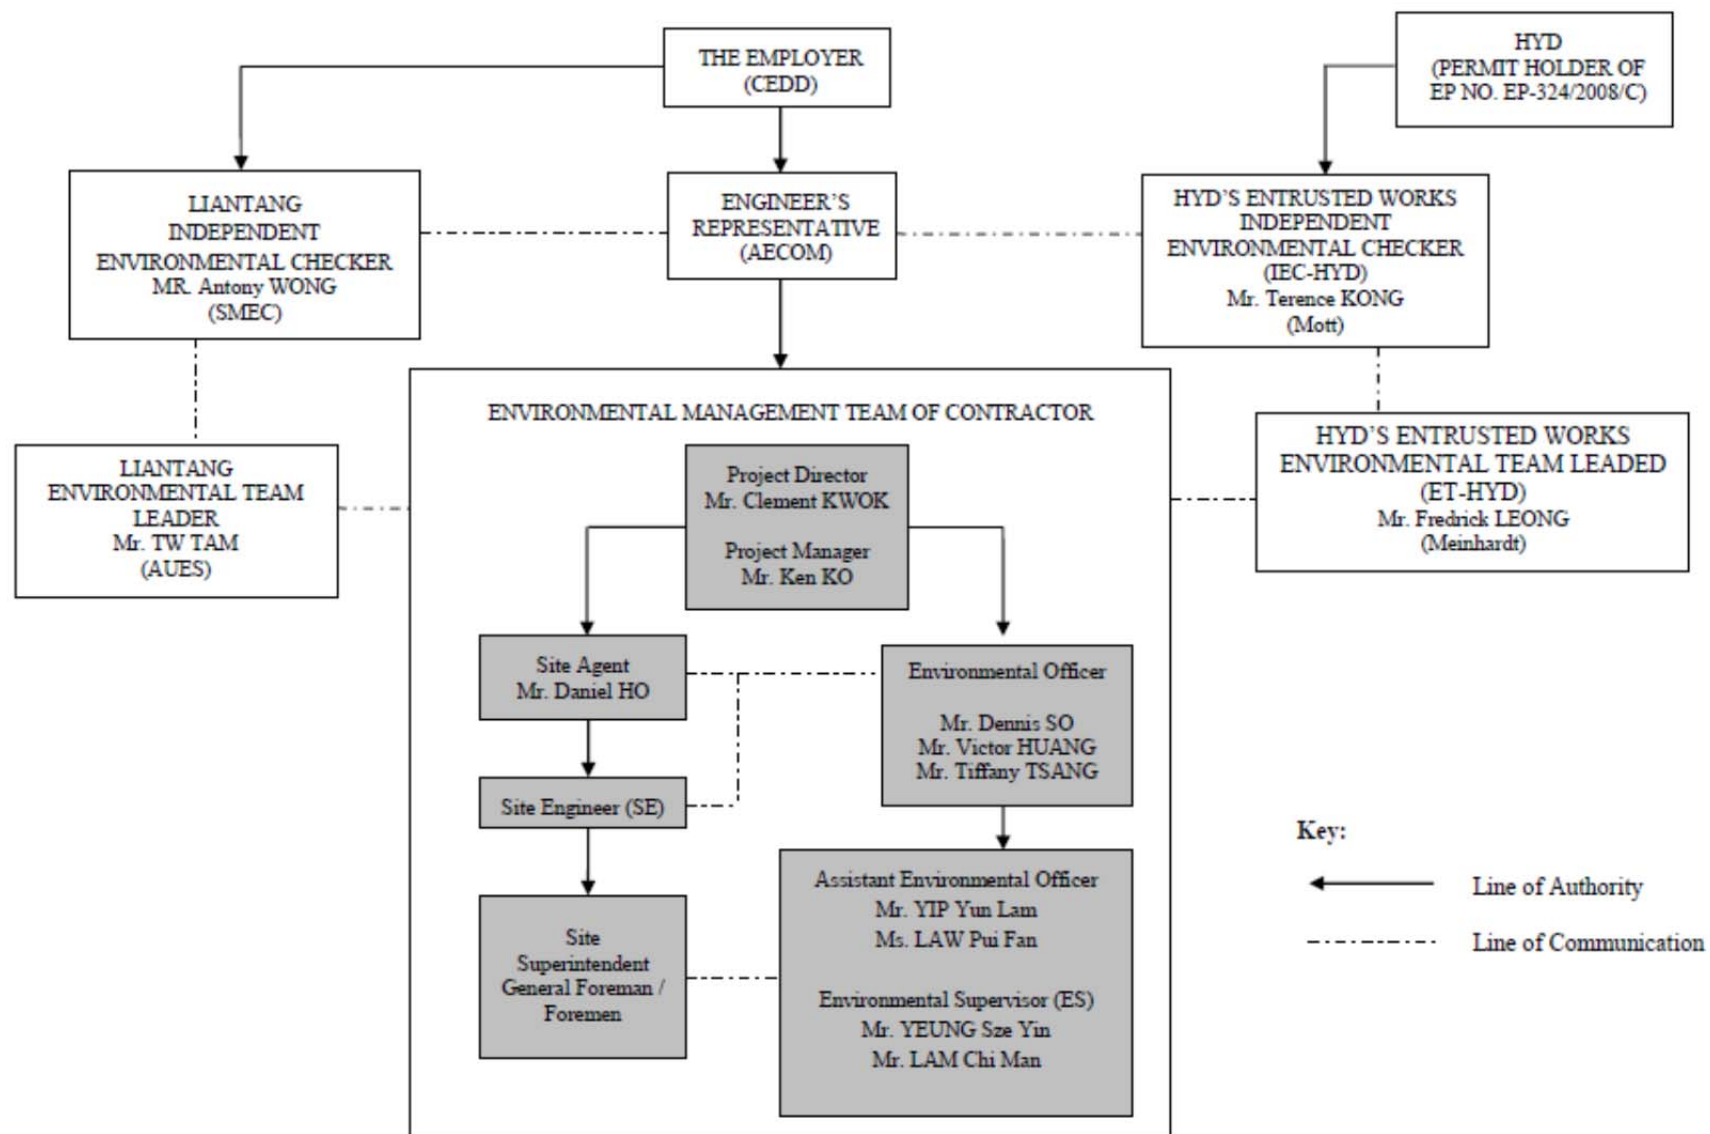 THE EMPLOYER
(CEDD)
HYD
(PERMIT HOLDER OF
EP NO. EP-324/2008/C)
LIANTANG
INDEPENDENT
ENVIRONMENTAL CHECKER
MR. Antony WONG
(SMEC)
ENGINEER’S
REPRESENTATIVE
(AECOM)
HYD’S ENTRUSTED WORKS
INDEPENDENT
ENVIRONMENTAL CHECKER
(IEC-HYD)
Mr. Terence KONG
(Mott)
LIANTANG
ENVIRONMENTAL TEAM
LEADER
Mr. TW TAM
(AUES)
ENVIRONMENTAL MANAGEMENT TEAM OF CONTRACTOR
HYD’S ENTRUSTED WORKS
ENVIRONMENTAL TEAM LEADED
(ET-HYD)
Mr. Fredrick LEONG
(Meinhardt)
Project Director
Mr. Clement KWOK
Project Manager
Mr. Ken KO
Site Agent
Mr. Daniel HO
Environmental Officer
Mr. Dennis SO
Mr. Victor HUANG
Mr. Tiffany TSANG
Site Engineer (SE)
Site
Superintendent
General Foreman /
Foremen
Assistant Environmental Officer
Mr. YIP Yun Lam
Ms. LAW Pui Fan
Environmental Supervisor (ES)
Mr. YEUNG Sze Yin
Mr. LAM Chi Man
Key:
Line of Authority
Line of Communication